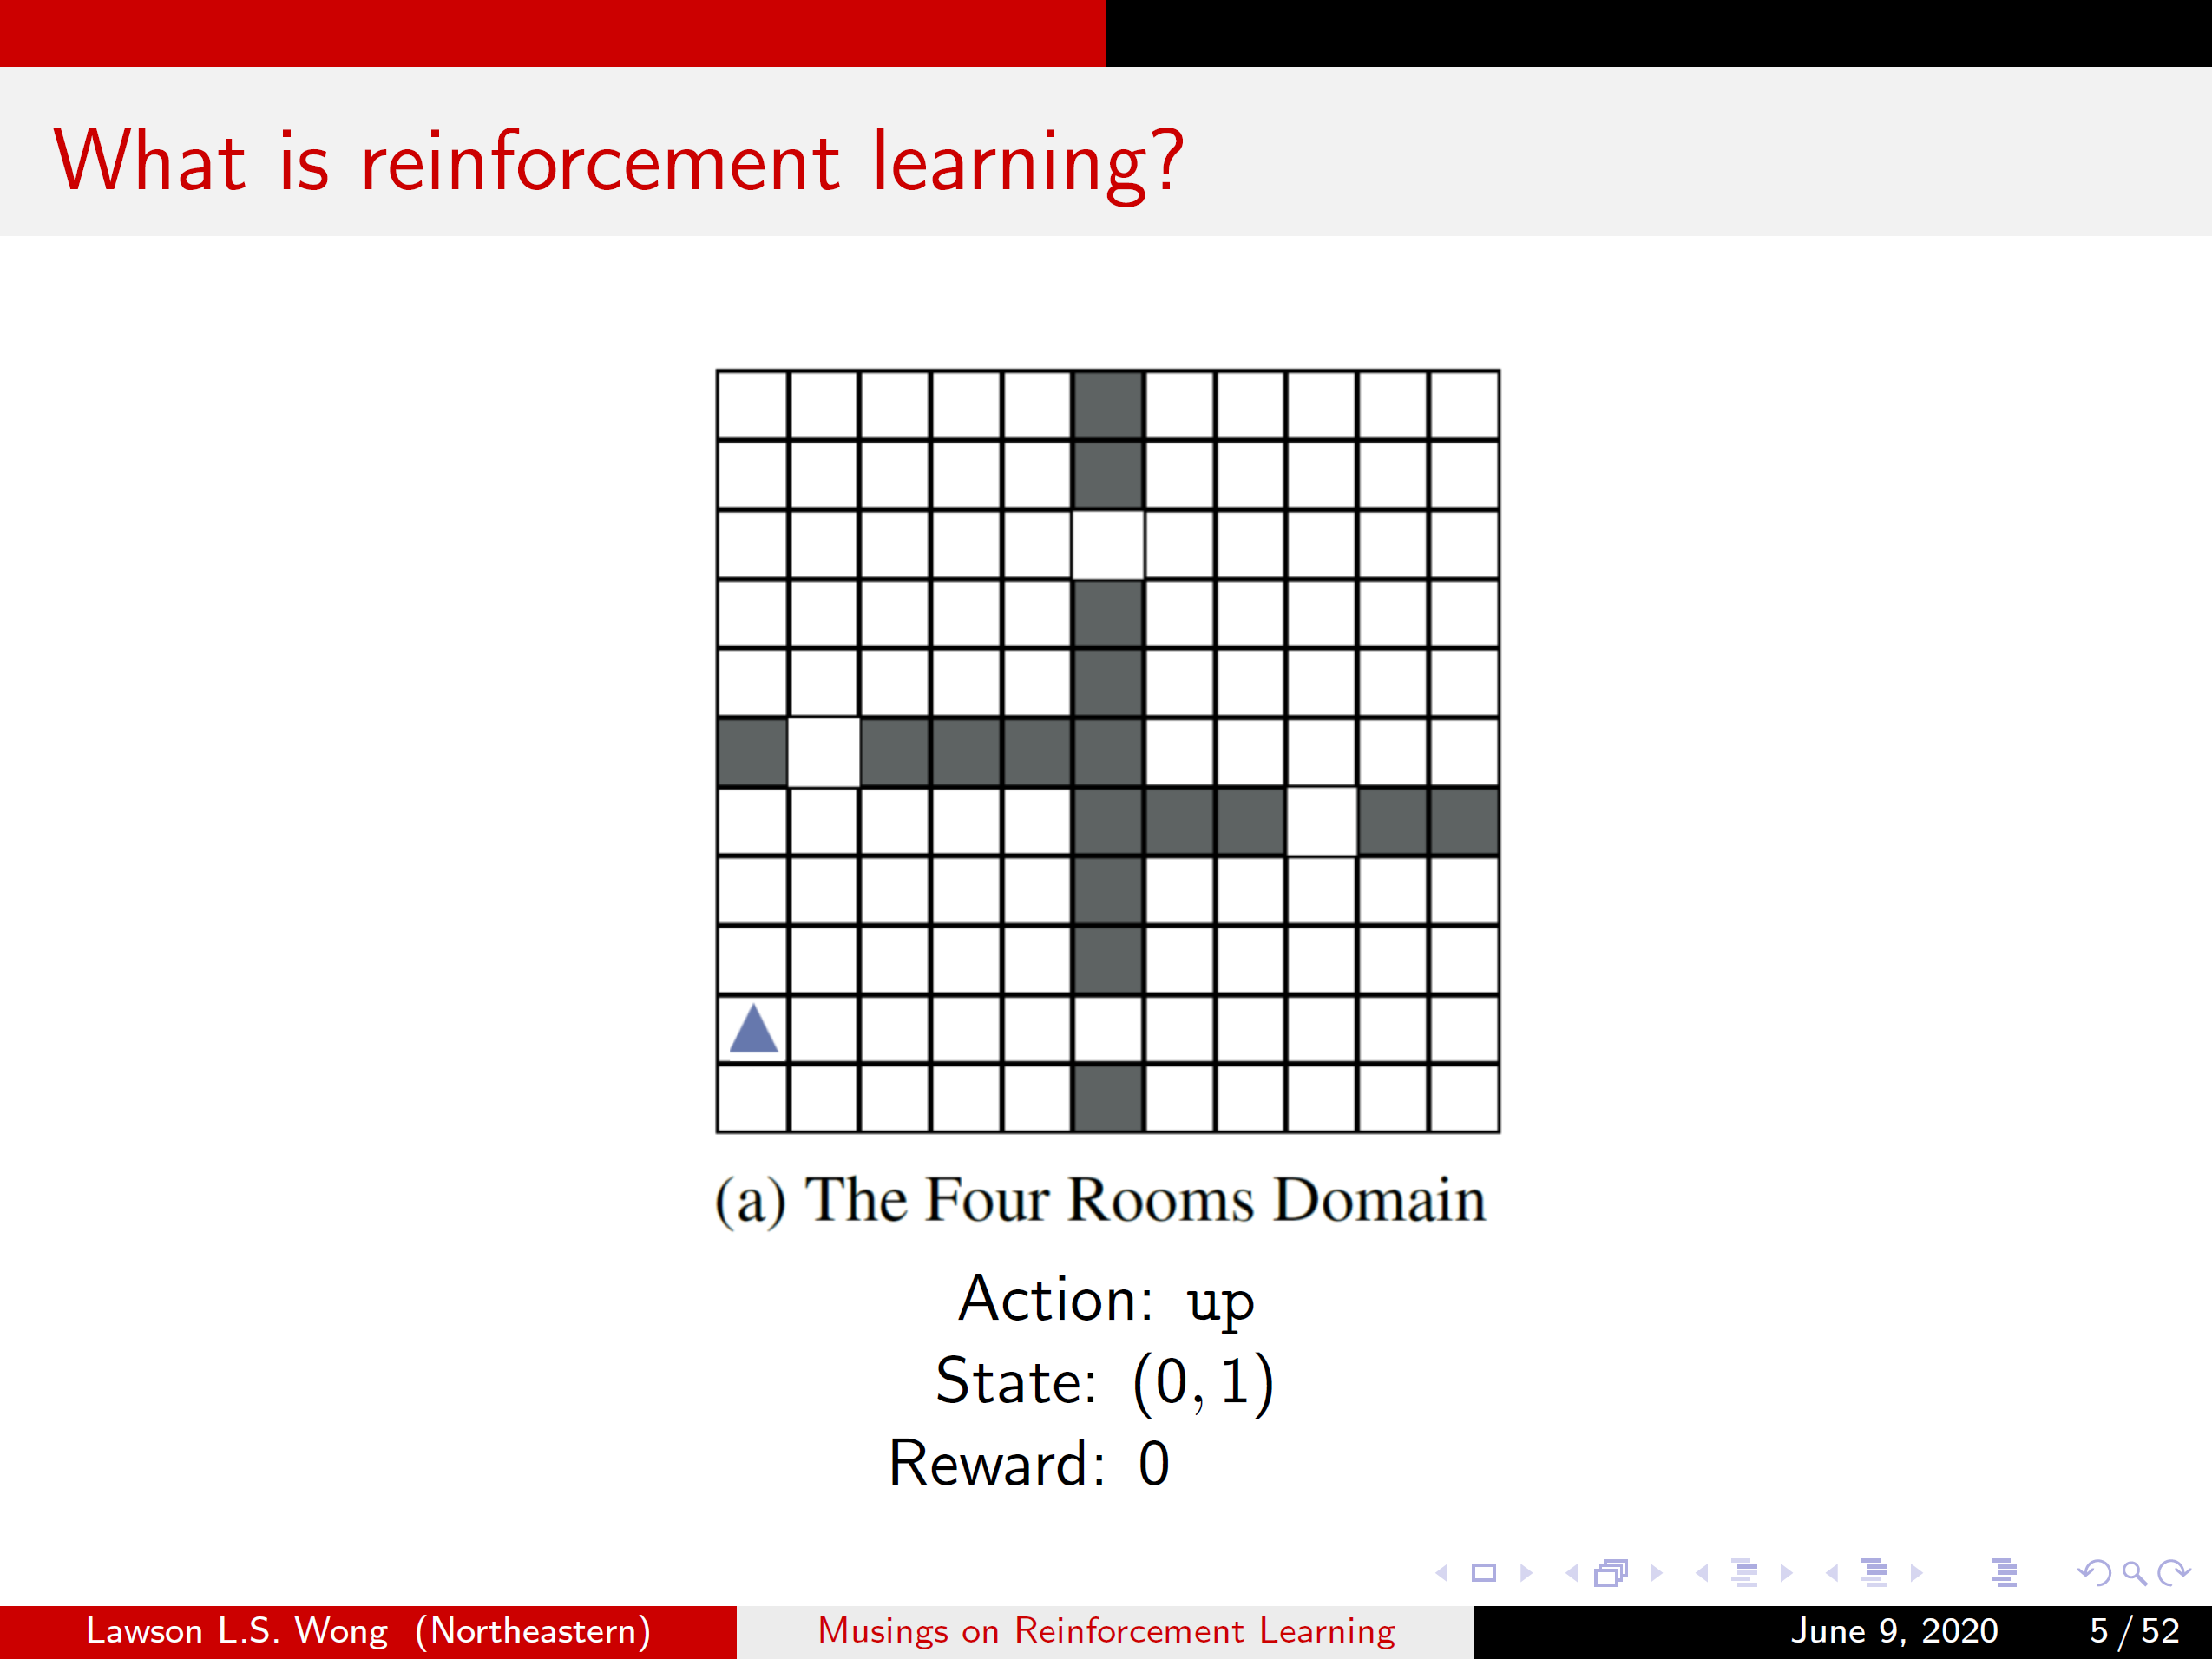 What is reinforcement learning?
(a) The Four Rooms Domain
Action: up
State: (0, 1)
Reward: 0
Lawson L.S. Wong (Northeastern)
Musings on Reinforcement Learning
June 9, 2020
5 / 52